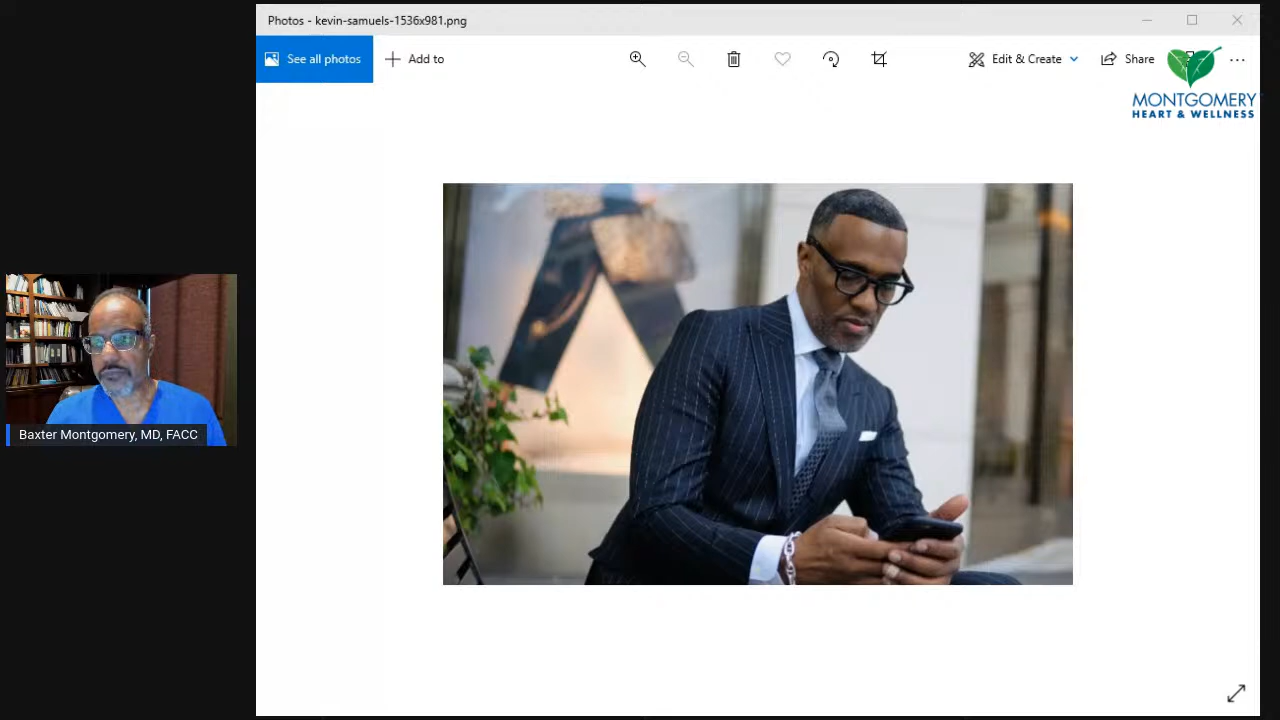 Photos - kevin-samuels-1536x981.png
See all photos
Add to
Edit & Create
Share
MONTGOMERY
HEART & WELLNESS
Baxter Montgomery, MD, FACC